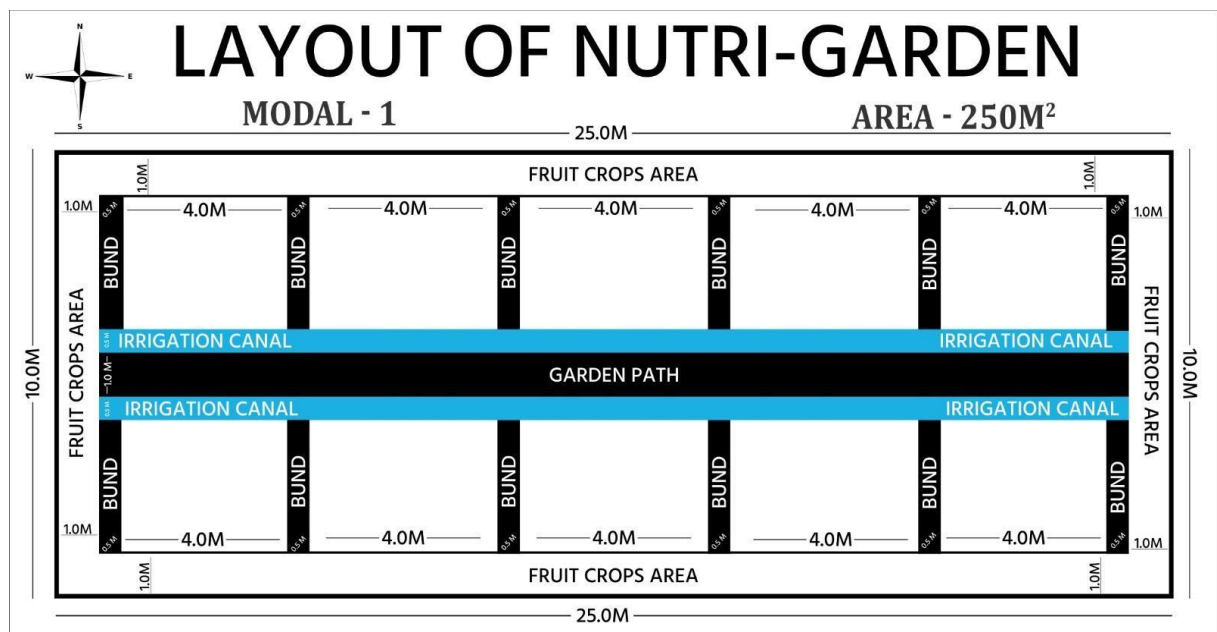 N
LAYOUT OF NUTRI-GARDEN
W E
S
MODAL - 1 AREA - 250M²
25.0M
FRUIT CROPS AREA
1.0M 1.0M
1.0M 0.5 M 4.0M 0.5 M 4.0M 0.5 M 4.0M 0.5 M 4.0M 0.5 M 4.0M 0.5 M 1.0M
BUND BUND BUND BUND BUND BUND
10.0M FRUIT CROPS AREA FRUIT CROPS AREA 10.0M
0.5 M IRRIGATION CANAL IRRIGATION CANAL
1.0 M GARDEN PATH
0.5 M IRRIGATION CANAL IRRIGATION CANAL
BUND BUND BUND BUND BUND BUND
1.0M 0.5 M 4.0M 0.5 M 4.0M 0.5 M 4.0M 0.5 M 4.0M 0.5 M 4.0M 0.5 M 1.0M
1.0M FRUIT CROPS AREA 1.0M
25.0M